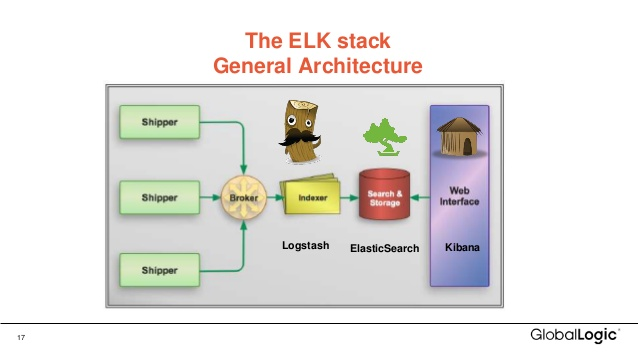 The ELK stack
General Architecture
Shipper
Shipper
Shipper
Broker
Indexer
Search &
Storage
Web
Interface
Logstash
ElasticSearch
Kibana
17
GlobalLogic®